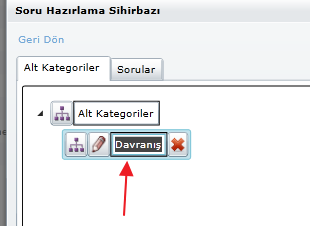 Soru Hazırlama Sihirbazı
Geri Dön
Alt Kategoriler
Sorular
Alt Kategoriler
Davranış